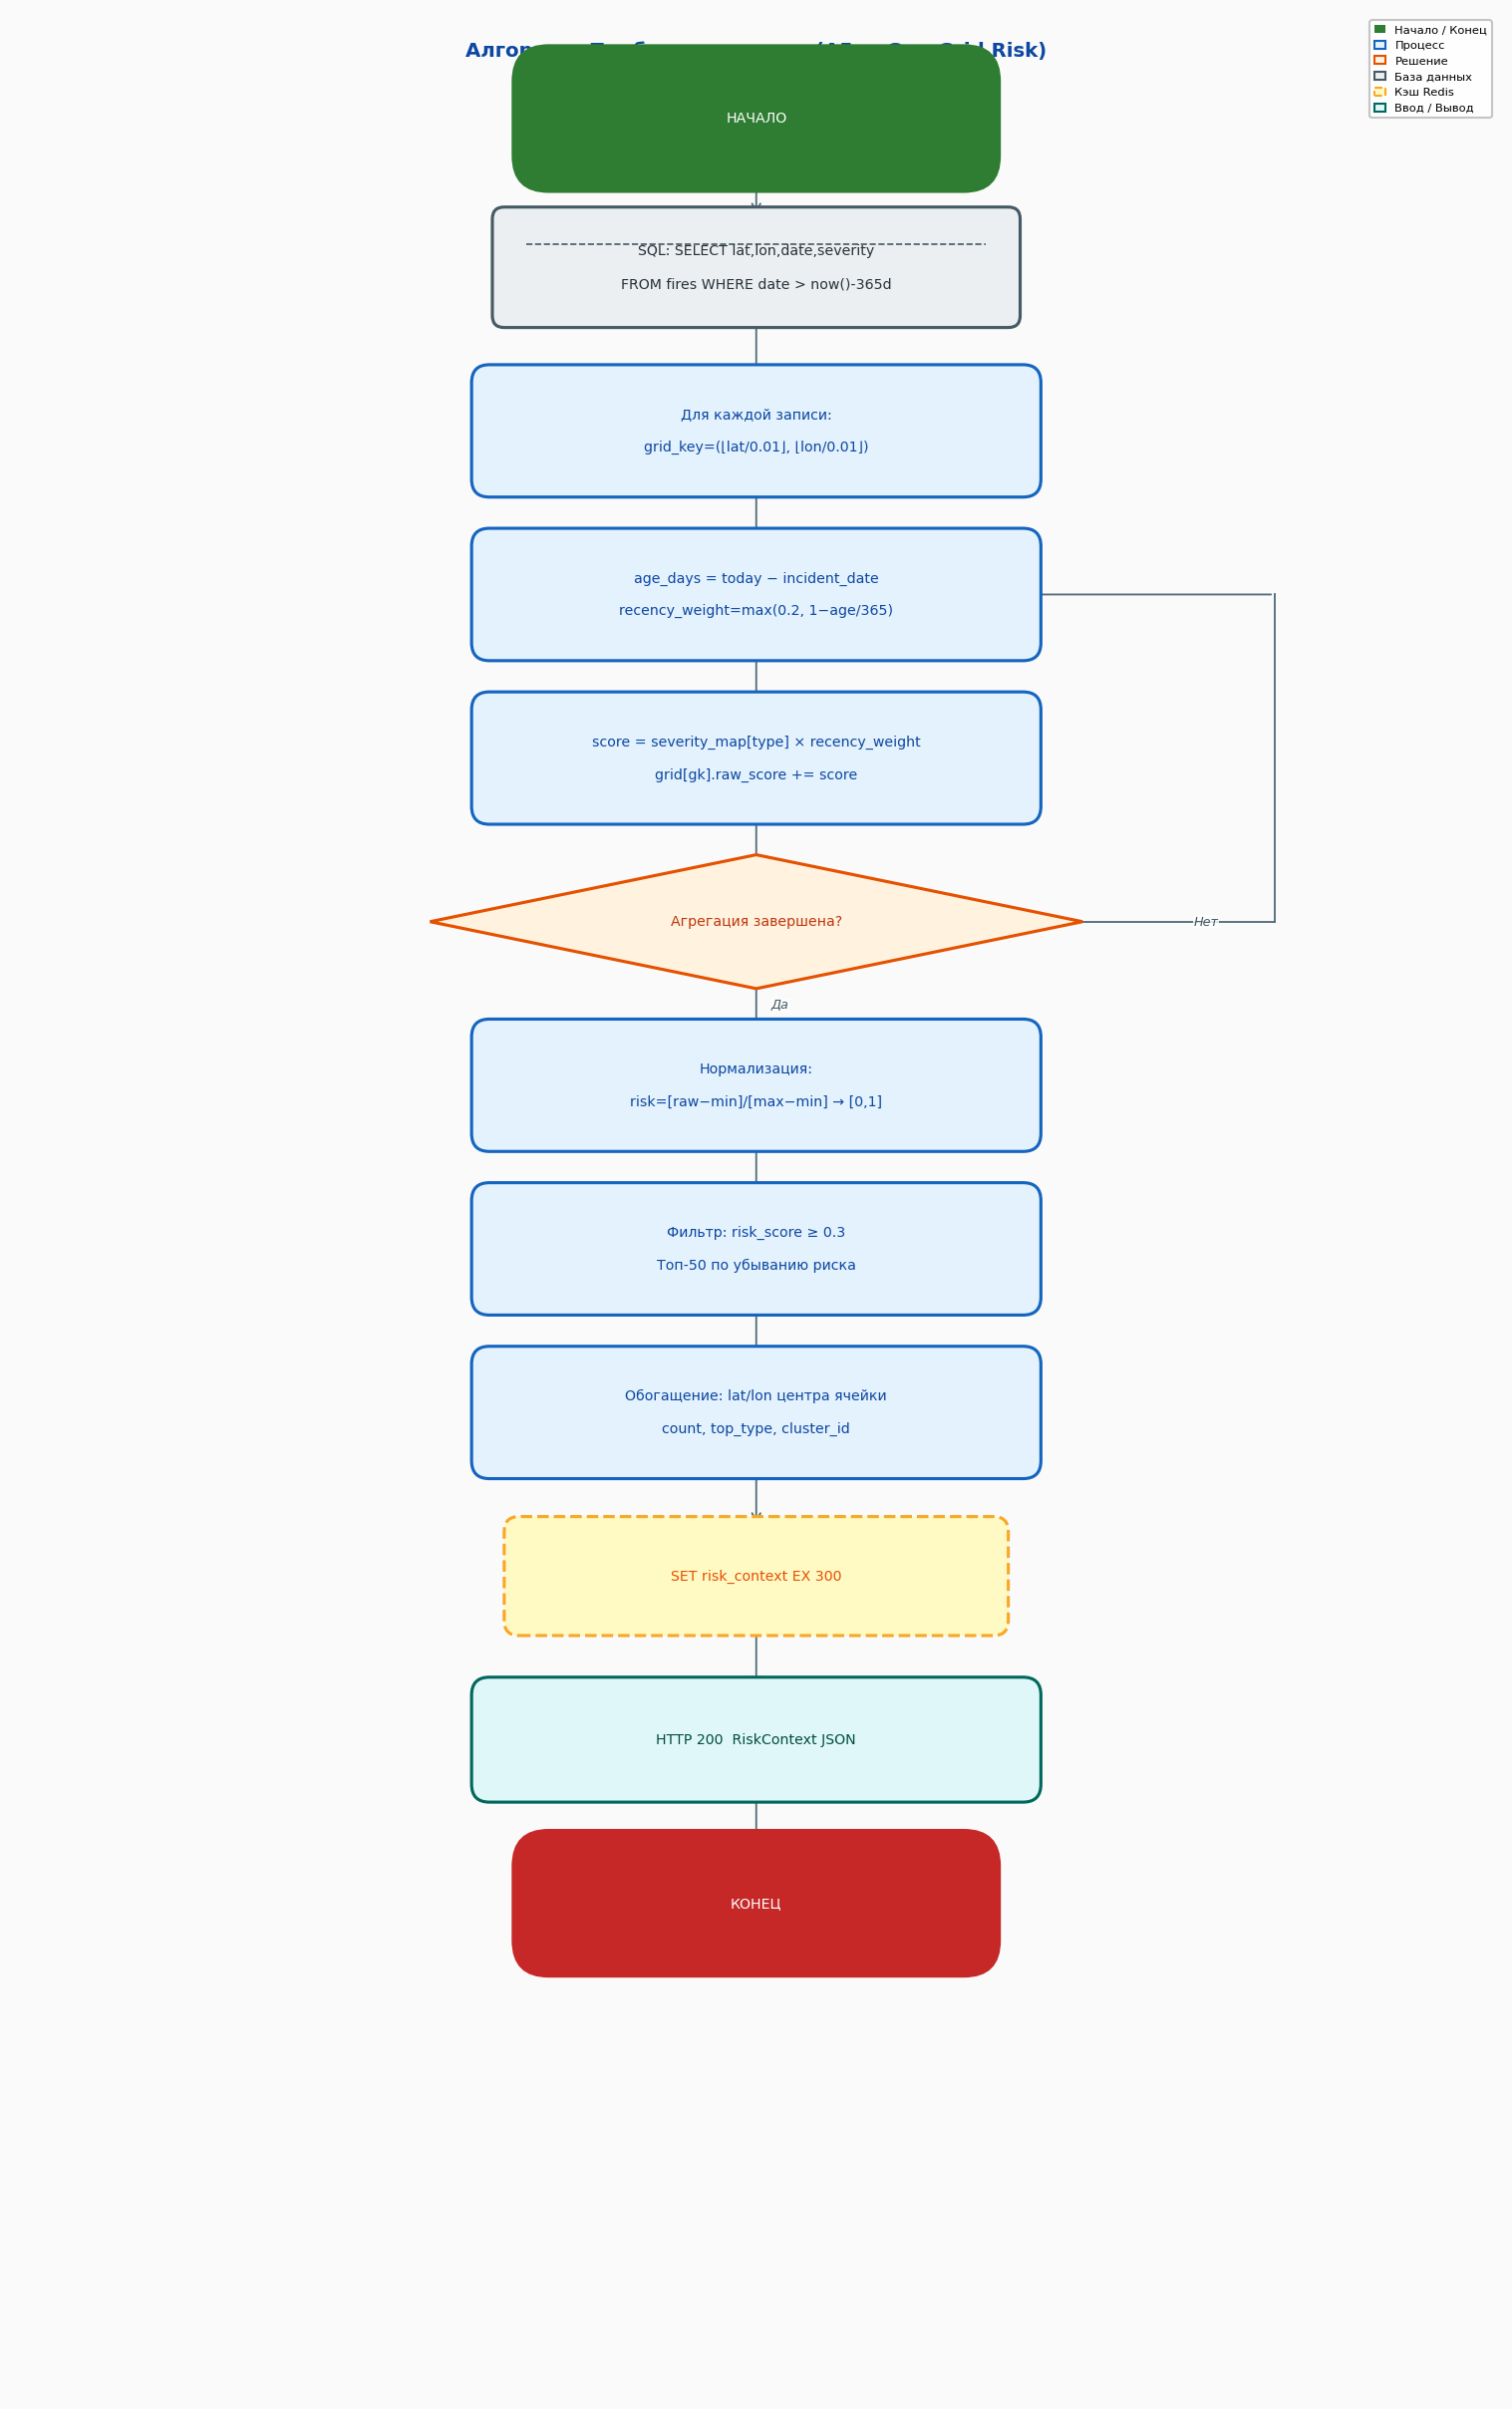 Risk)
Начало / Конец
Процесс
Решение
База данных
Кэш Redis
Ввод / Вывод
НАЧАЛО
SQL: SELECT lat,lon,date,severity
FROM fires WHERE date > now()-365d
Для каждой записи:
grid_key=(⌊lat/0.01⌋, ⌊lon/0.01⌋)
age_days = today − incident_date
recency_weight=max(0.2, 1−age/365)
score = severity_map[type] × recency_weight
grid[gk].raw_score += score
Агрегация завершена?
Нет
Да
Нормализация:
risk=[raw−min]/[max−min] → [0,1]
Фильтр: risk_score ≥ 0.3
Топ-50 по убыванию риска
Обогащение: lat/lon центра ячейки
count, top_type, cluster_id
SET risk_context EX 300
HTTP 200  RiskContext JSON
КОНЕЦ